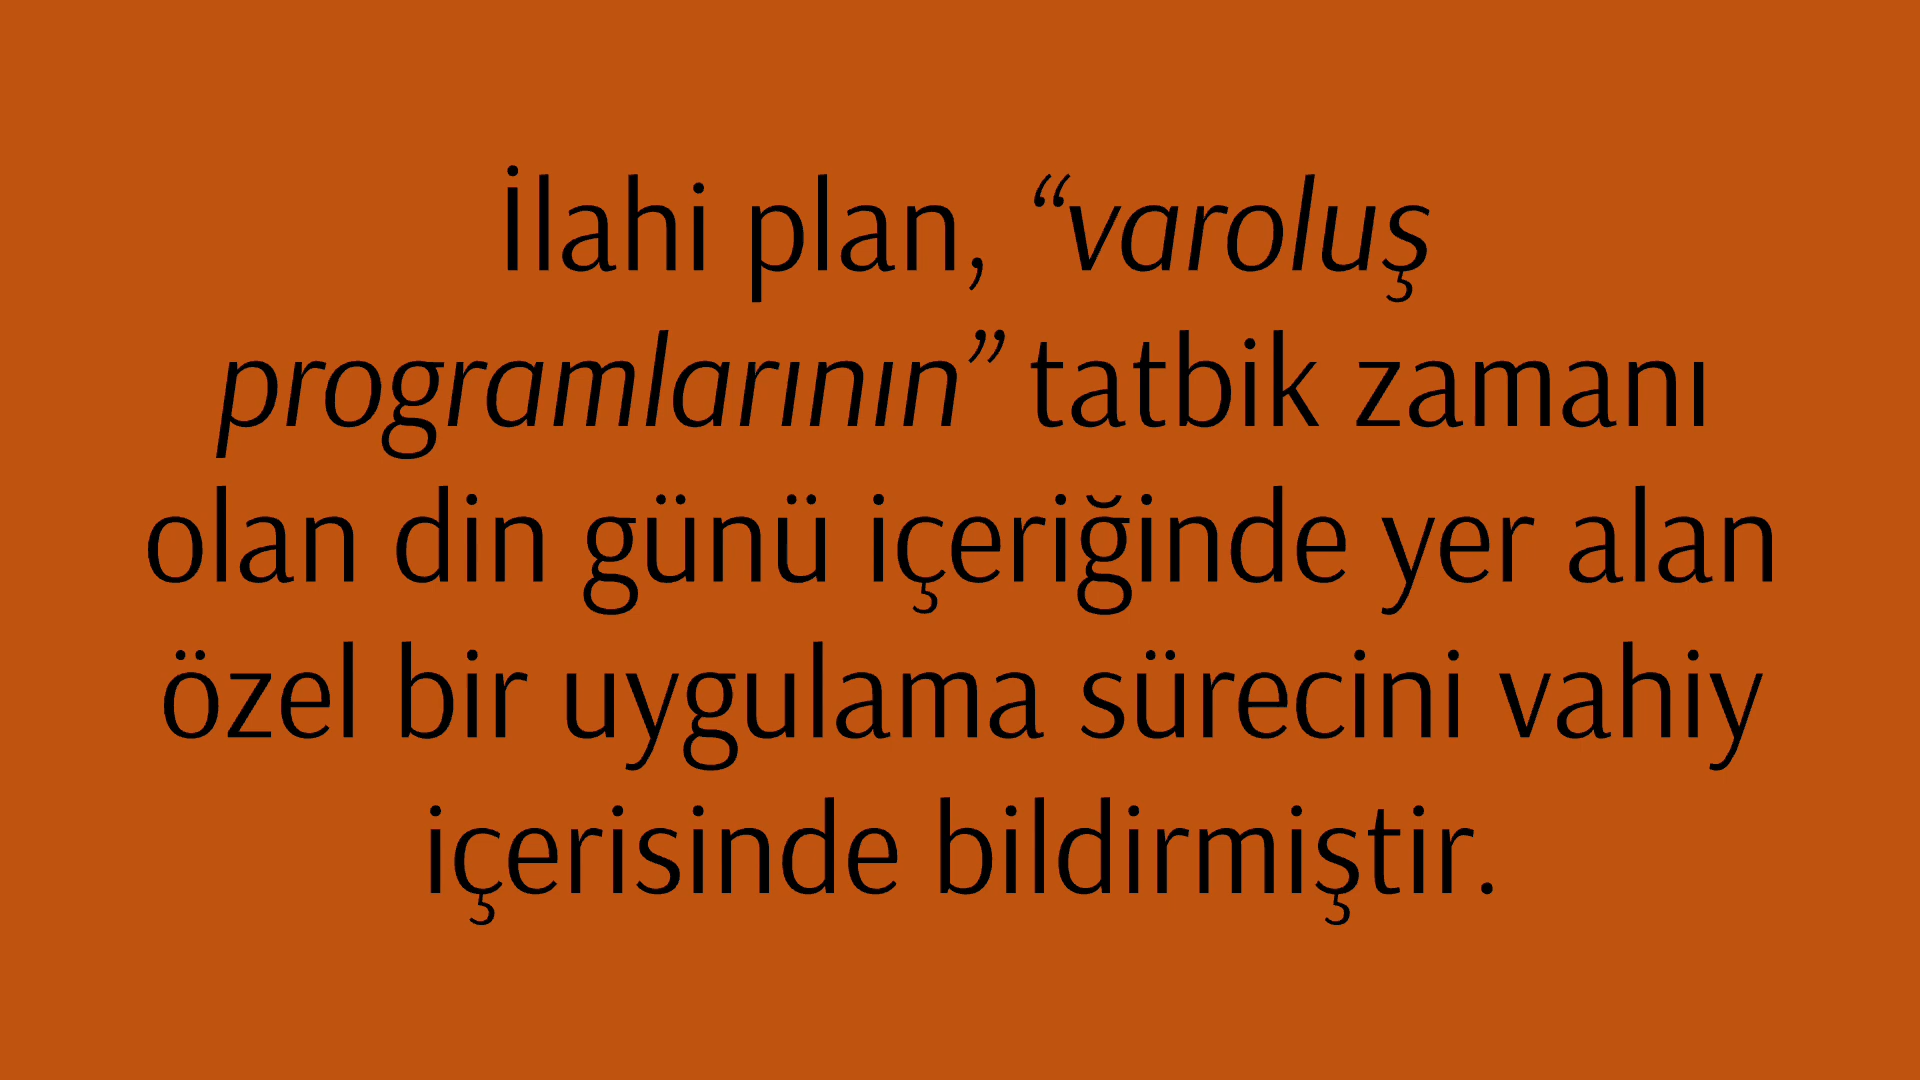 İlahi plan, “varoluş
programlarının” tatbik zamanı
olan din günü içeriğinde yer alan
özel bir uygulama sürecini vahiy
içerisinde bildirmiştir.